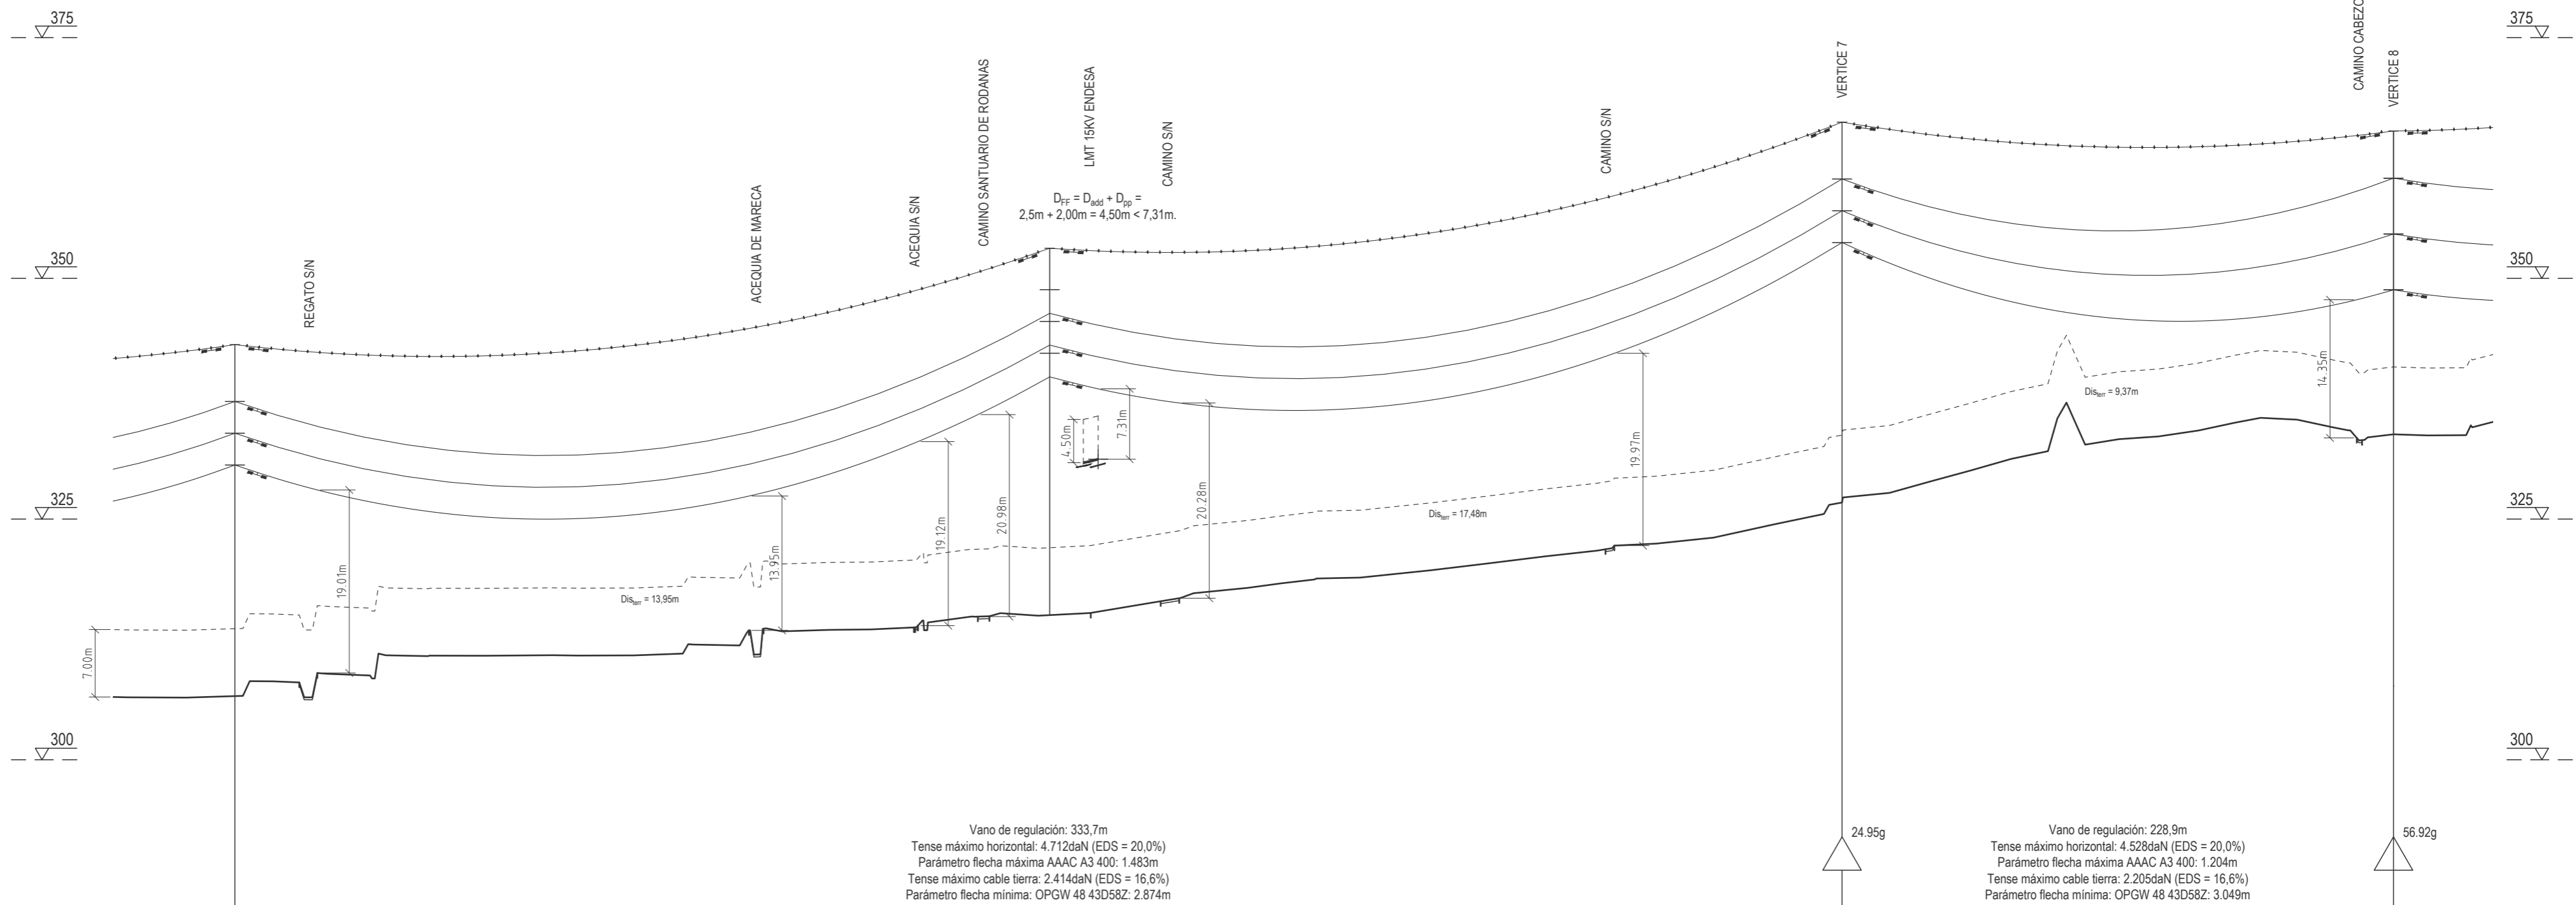 375
375
350
350
325
325
300
300
REGATO S/N
ACEQUIA DE MARECA
ACEQUIA S/N
CAMINO SANTUARIO DE RODANAS
LMT 15KV ENDESA
CAMINO S/N
CAMINO S/N
VERTICE 7
CAMINO CABEZO
VERTICE 8
DFF = Dadd + Dpp =
2,5m + 2,00m = 4,50m < 7,31m.
7.00m
19.01m
Disterr = 13,95m
13.95m
19.12m
20.98m
4.50m
7.31m
20.28m
Disterr = 17,48m
19.97m
Disterr = 9,37m
14.35m
Vano de regulación: 333,7m
Tense máximo horizontal: 4.712daN (EDS = 20,0%)
Parámetro flecha máxima AAAC A3 400: 1.483m
Tense máximo cable tierra: 2.414daN (EDS = 16,6%)
Parámetro flecha mínima: OPGW 48 43D58Z: 2.874m
24.95g
Vano de regulación: 228,9m
Tense máximo horizontal: 4.528daN (EDS = 20,0%)
Parámetro flecha máxima AAAC A3 400: 1.204m
Tense máximo cable tierra: 2.205daN (EDS = 16,6%)
Parámetro flecha mínima: OPGW 48 43D58Z: 3.049m
56.92g